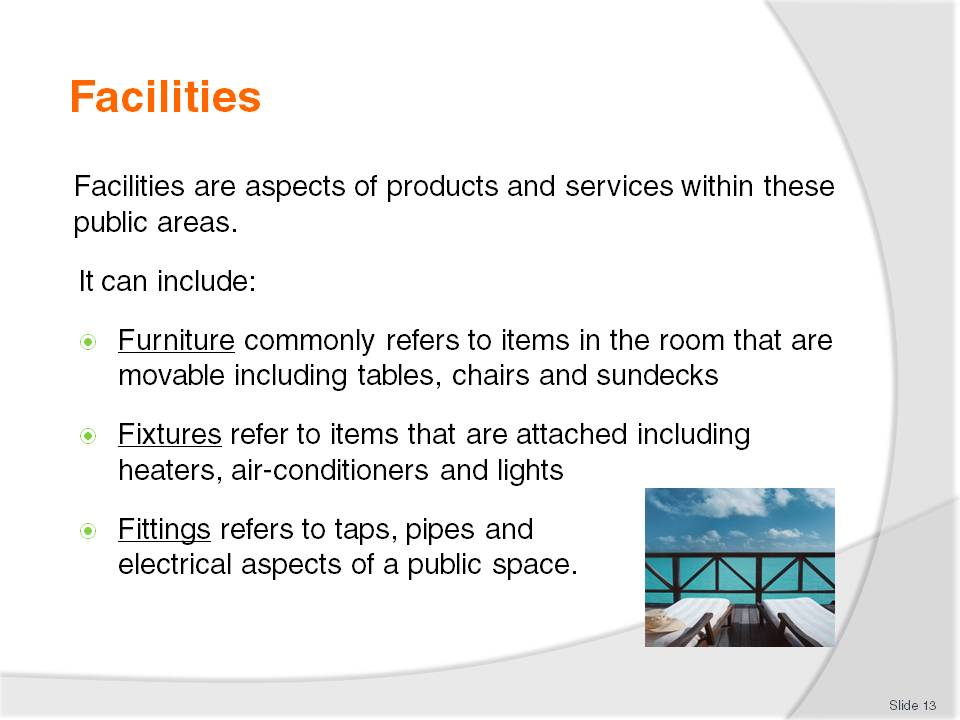 Facilities
Facilities are aspects of products and services within these
public areas.
It can include:
Furniture commonly refers to items in the room that are
movable including tables, chairs and sundecks
Fixtures refer to items that are attached including
heaters, air-conditioners and lights
Fittings refers to taps, pipes and
electrical aspects of a public space.
Slide 13